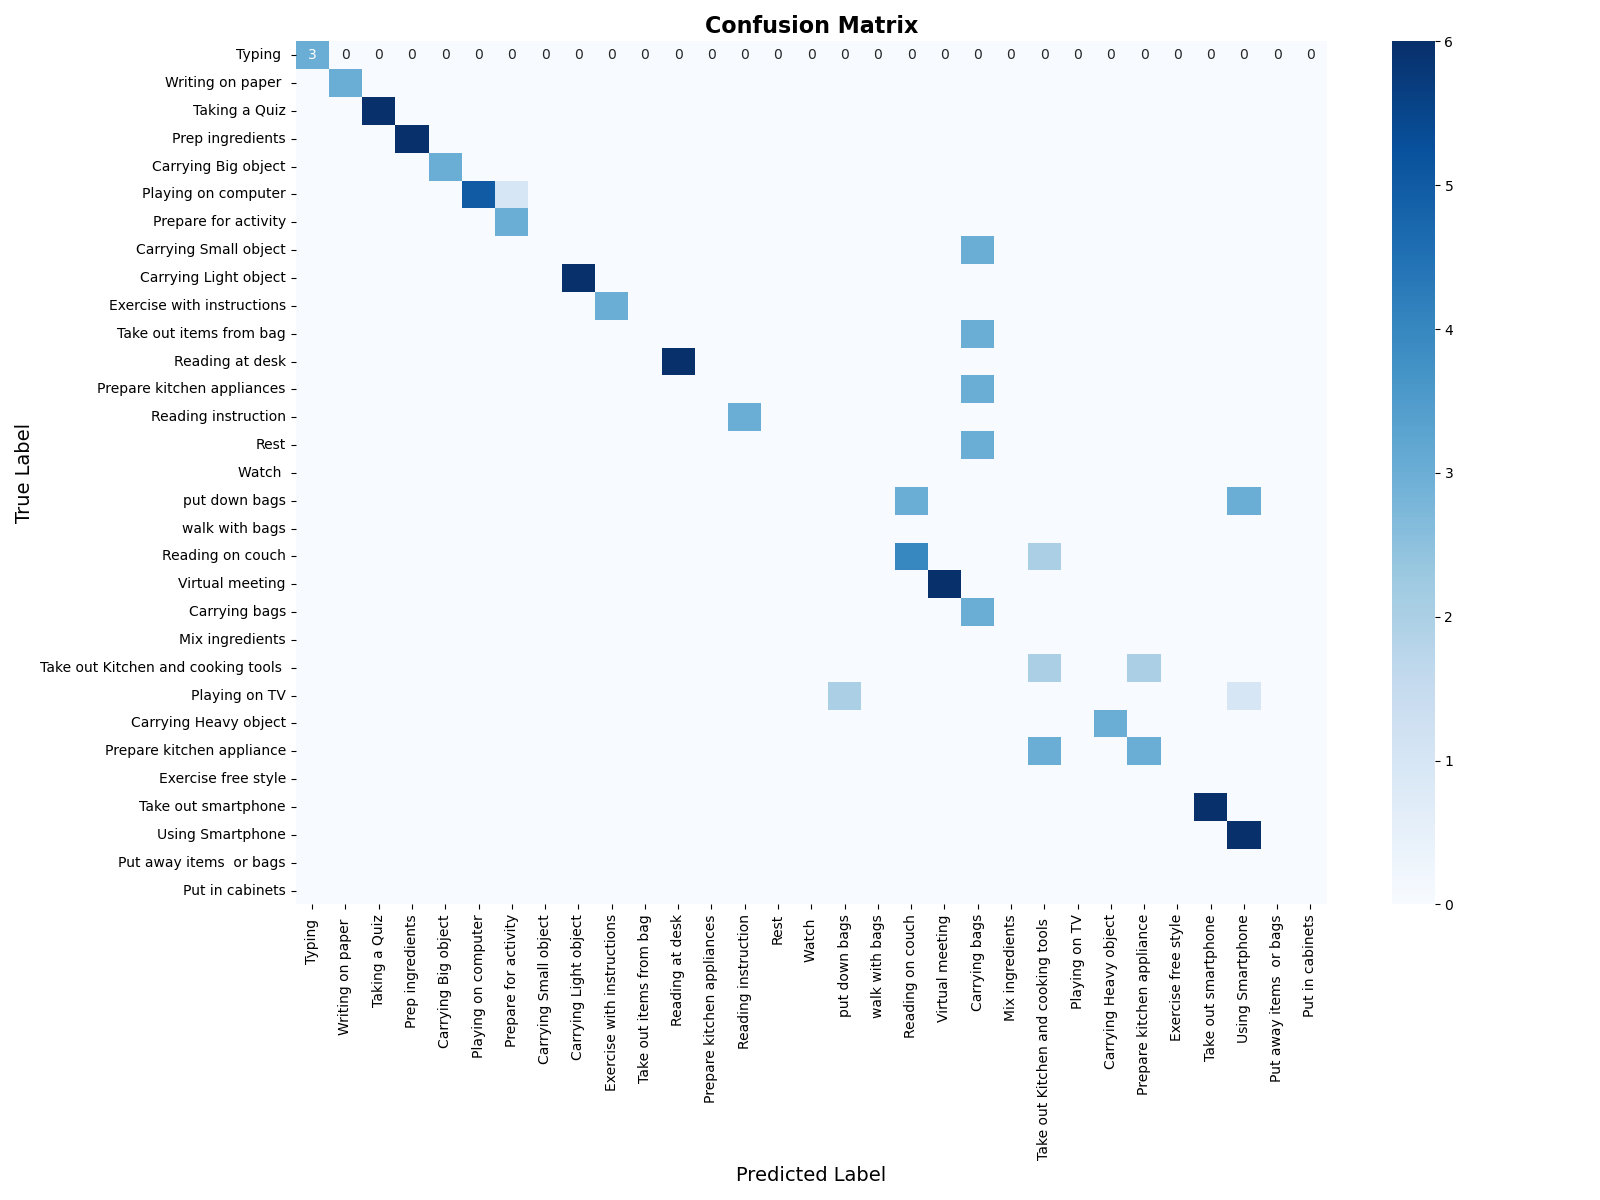 Confusion Matrix
Typing 3 0 0 0 0 0 0 0 0 0 0 0 0 0 0 0 0 0 0 0 0 0 0 0 0 0 0 0 0 0 0
Writing on paper
Taking a Quiz
Prep ingredients
Carrying Big object
Playing on computer
Prepare for activity
Carrying Small object
Carrying Light object
Exercise with instructions
Take out items from bag
Reading at desk
Prepare kitchen appliances
Reading instruction
Rest
Watch
put down bags
walk with bags
Reading on couch
Virtual meeting
Carrying bags
Mix ingredients
Take out Kitchen and cooking tools
Playing on TV
Carrying Heavy object
Prepare kitchen appliance
Exercise free style
Take out smartphone
Using Smartphone
Put away items  or bags
Put in cabinets
True Label
Typing
Writing on paper
Taking a Quiz
Prep ingredients
Carrying Big object
Playing on computer
Prepare for activity
Carrying Small object
Carrying Light object
Exercise with instructions
Take out items from bag
Reading at desk
Prepare kitchen appliances
Reading instruction
Rest
Watch
put down bags
walk with bags
Reading on couch
Virtual meeting
Carrying bags
Mix ingredients
Take out Kitchen and cooking tools
Playing on TV
Carrying Heavy object
Prepare kitchen appliance
Exercise free style
Take out smartphone
Using Smartphone
Put away items  or bags
Put in cabinets
Predicted Label
6
5
4
3
2
1
0